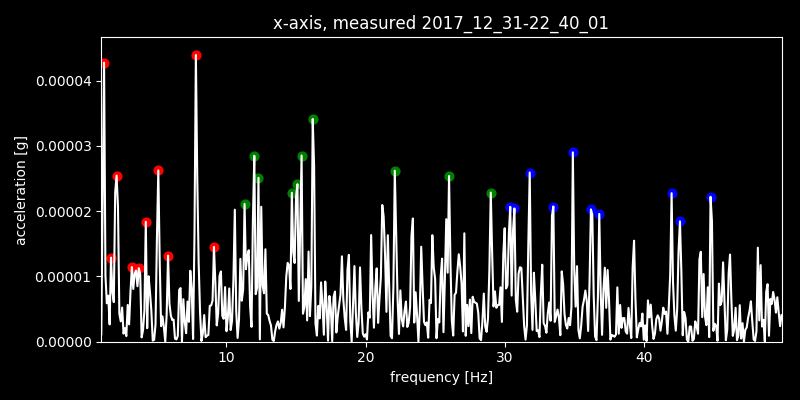 x-axis, measured 2017_12_31-22_40_01
acceleration [g]
0.00004
0.00003
0.00002
0.00001
0.00000
10 20 30 40
frequency [Hz]